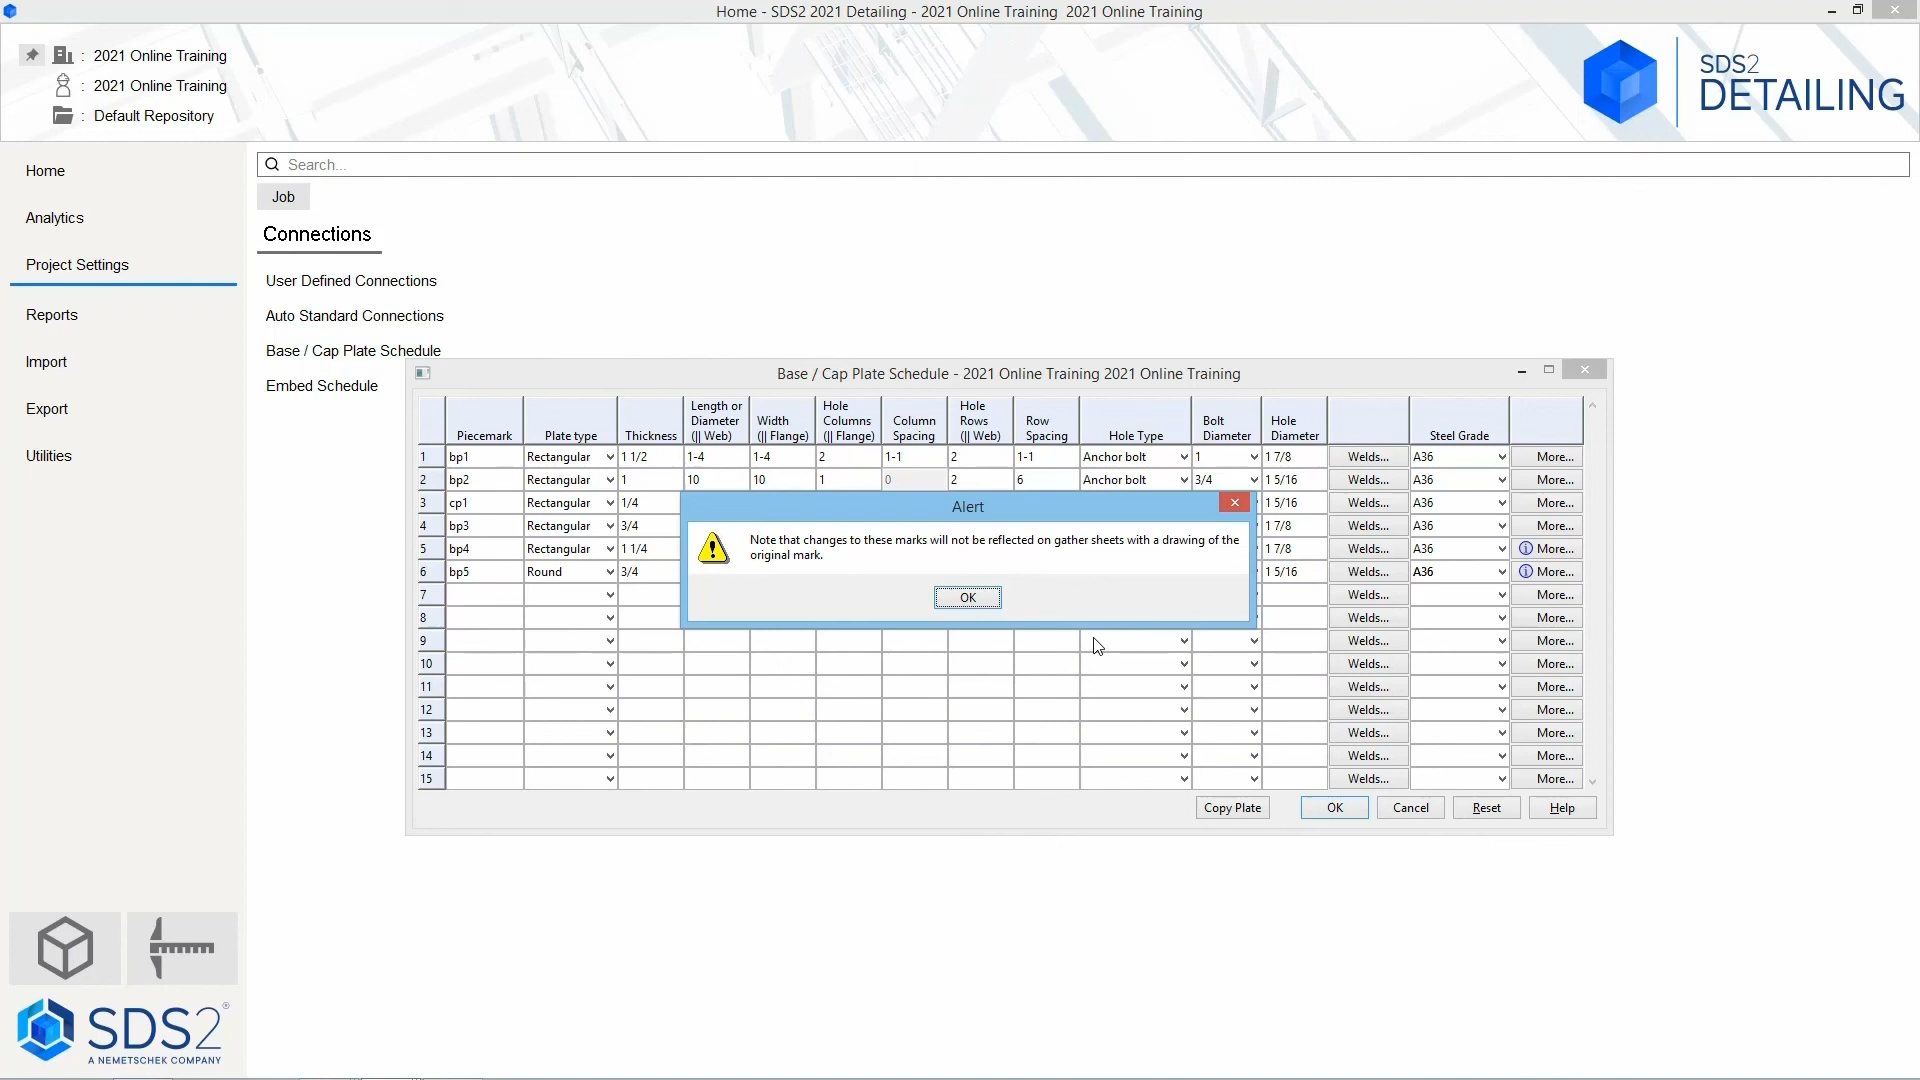 Home - SDS2 2021 Detailing - 2021 Online Training  2021 Online Training
: 2021 Online Training
: 2021 Online Training
: Default Repository
SDS2
DETAILING
Home
Analytics
Project Settings
Reports
Import
Export
Utilities
Search...
Job
Connections
User Defined Connections
Auto Standard Connections
Base / Cap Plate Schedule
Embed Schedule
Base / Cap Plate Schedule - 2021 Online Training 2021 Online Training
Piecemark Plate type Thickness Length or Diameter (|| Web) Width (|| Flange) Hole Columns (|| Flange) Column Spacing Hole Rows (|| Web) Row Spacing Hole Type Bolt Diameter Hole Diameter Steel Grade
1 bp1 Rectangular 1 1/2 1-4 1-4 2 1-1 2 1-1 Anchor bolt 1 1 7/8 Welds... A36 More...
2 bp2 Rectangular 1 10 10 1 0 2 6 Anchor bolt 3/4 1 5/16 Welds... A36 More...
3 cp1 Rectangular 1/4 1 5/16 Welds... A36 More...
4 bp3 Rectangular 3/4 1 7/8 Welds... A36 More...
5 bp4 Rectangular 1 1/4 1 7/8 Welds... A36 More...
6 bp5 Round 3/4 1 5/16 Welds... A36 More...
7 Welds... More...
8 Welds... More...
9 Welds... More...
10 Welds... More...
11 Welds... More...
12 Welds... More...
13 Welds... More...
14 Welds... More...
15 Welds... More...
Alert
Note that changes to these marks will not be reflected on gather sheets with a drawing of the
original mark.
OK
Copy Plate OK Cancel Reset Help
SDS2®
A NEMETSCHEK COMPANY